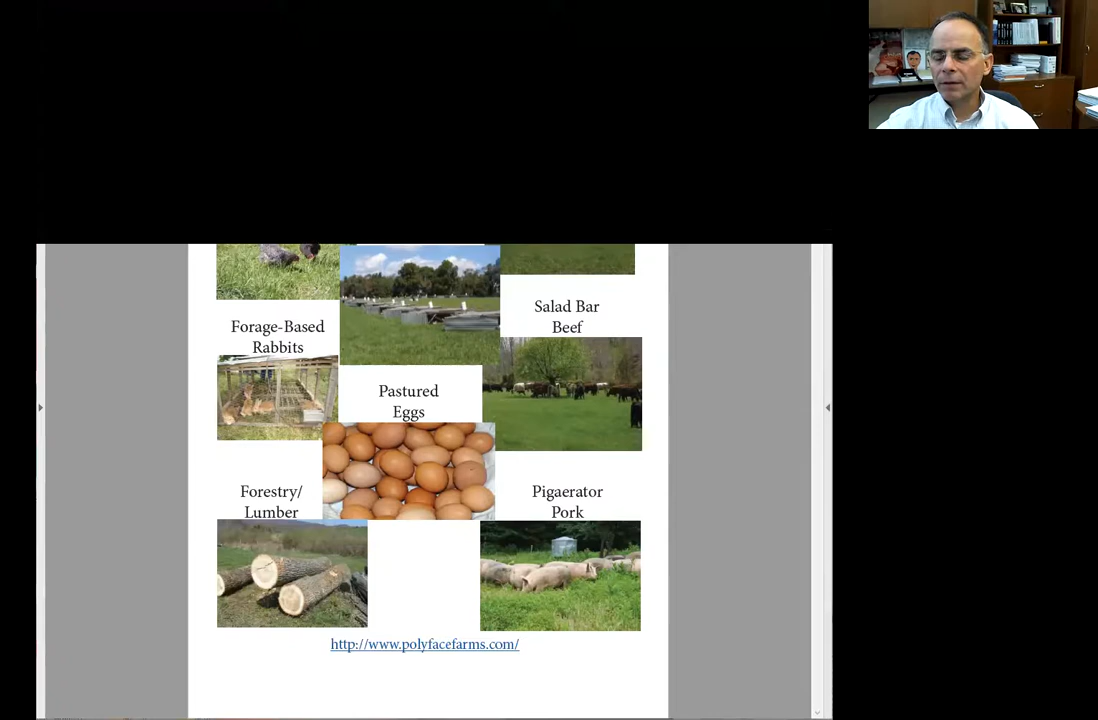 Salad Bar
Beef
Forage-Based
Rabbits
Pastured
Eggs
Forestry/
Lumber
Pigaerator
Pork
http://www.polyfacefarms.com/